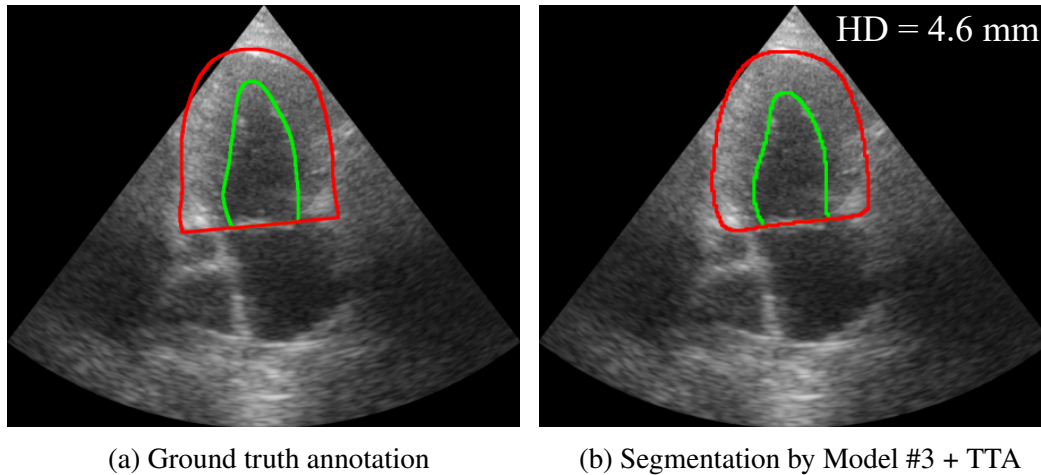 HD = 4.6 mm
(a) Ground truth annotation
(b) Segmentation by Model #3 + TTA